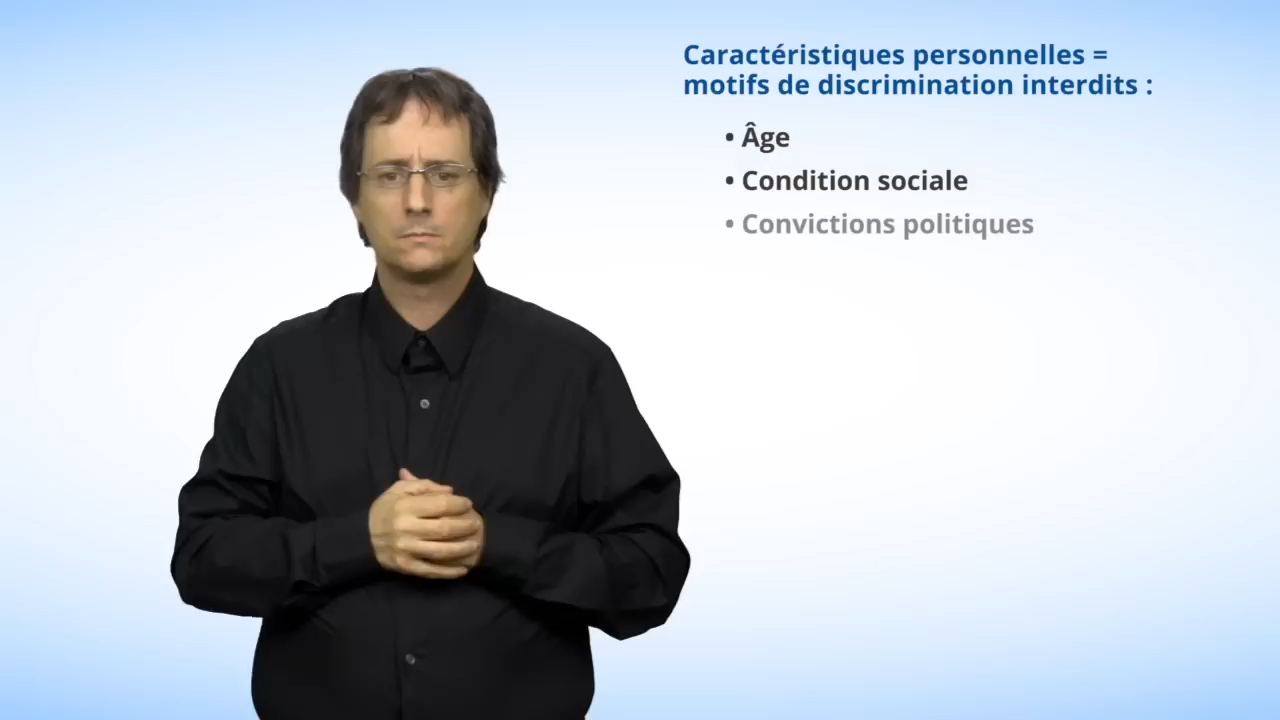 Caractéristiques personnelles =
motifs de discrimination interdits :
• Âge
• Condition sociale
• Convictions politiques